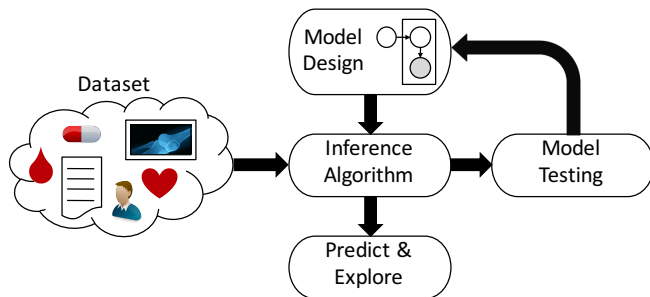 Dataset
Model
Design
Inference
Algorithm
Model
Testing
Predict &
Explore